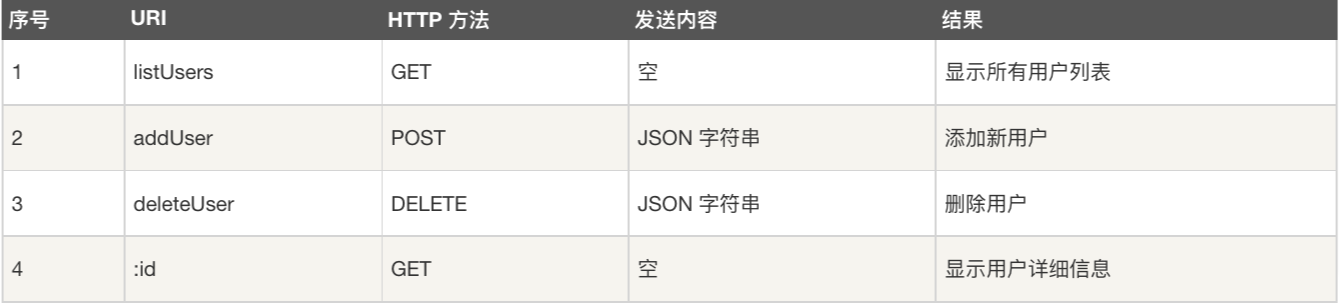 序号 URI HTTP 方法 发送内容 结果
1 listUsers GET 空 显示所有用户列表
2 addUser POST JSON 字符串 添加新用户
3 deleteUser DELETE JSON 字符串 删除用户
4 :id GET 空 显示用户详细信息